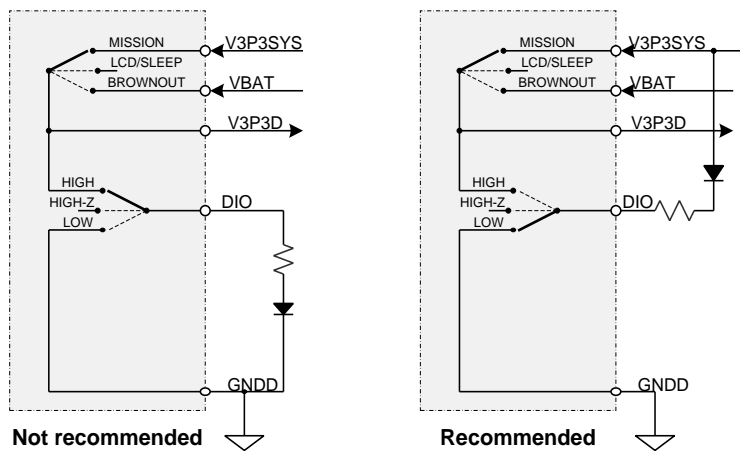 MISSION
V3P3SYS
LCD/SLEEP
BROWNOUT
VBAT
V3P3D
HIGH
HIGH-Z
DIO
LOW
GNDD
Not recommended
MISSION
V3P3SYS
LCD/SLEEP
BROWNOUT
VBAT
V3P3D
HIGH
HIGH-Z
DIO
LOW
GNDD
Recommended